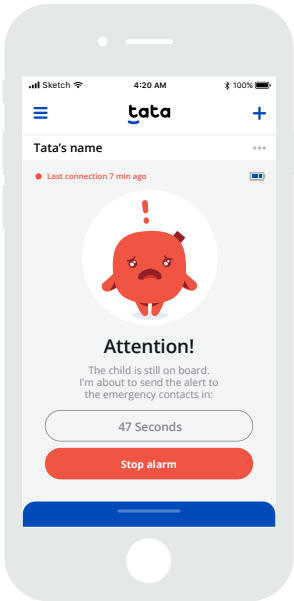 Sketch 4:20 AM 100%
tata
Tata's name
Last connection 7 min ago
!
Attention!
The child is still on board.
I'm about to send the alert to
the emergency contacts in:
47 Seconds
Stop alarm